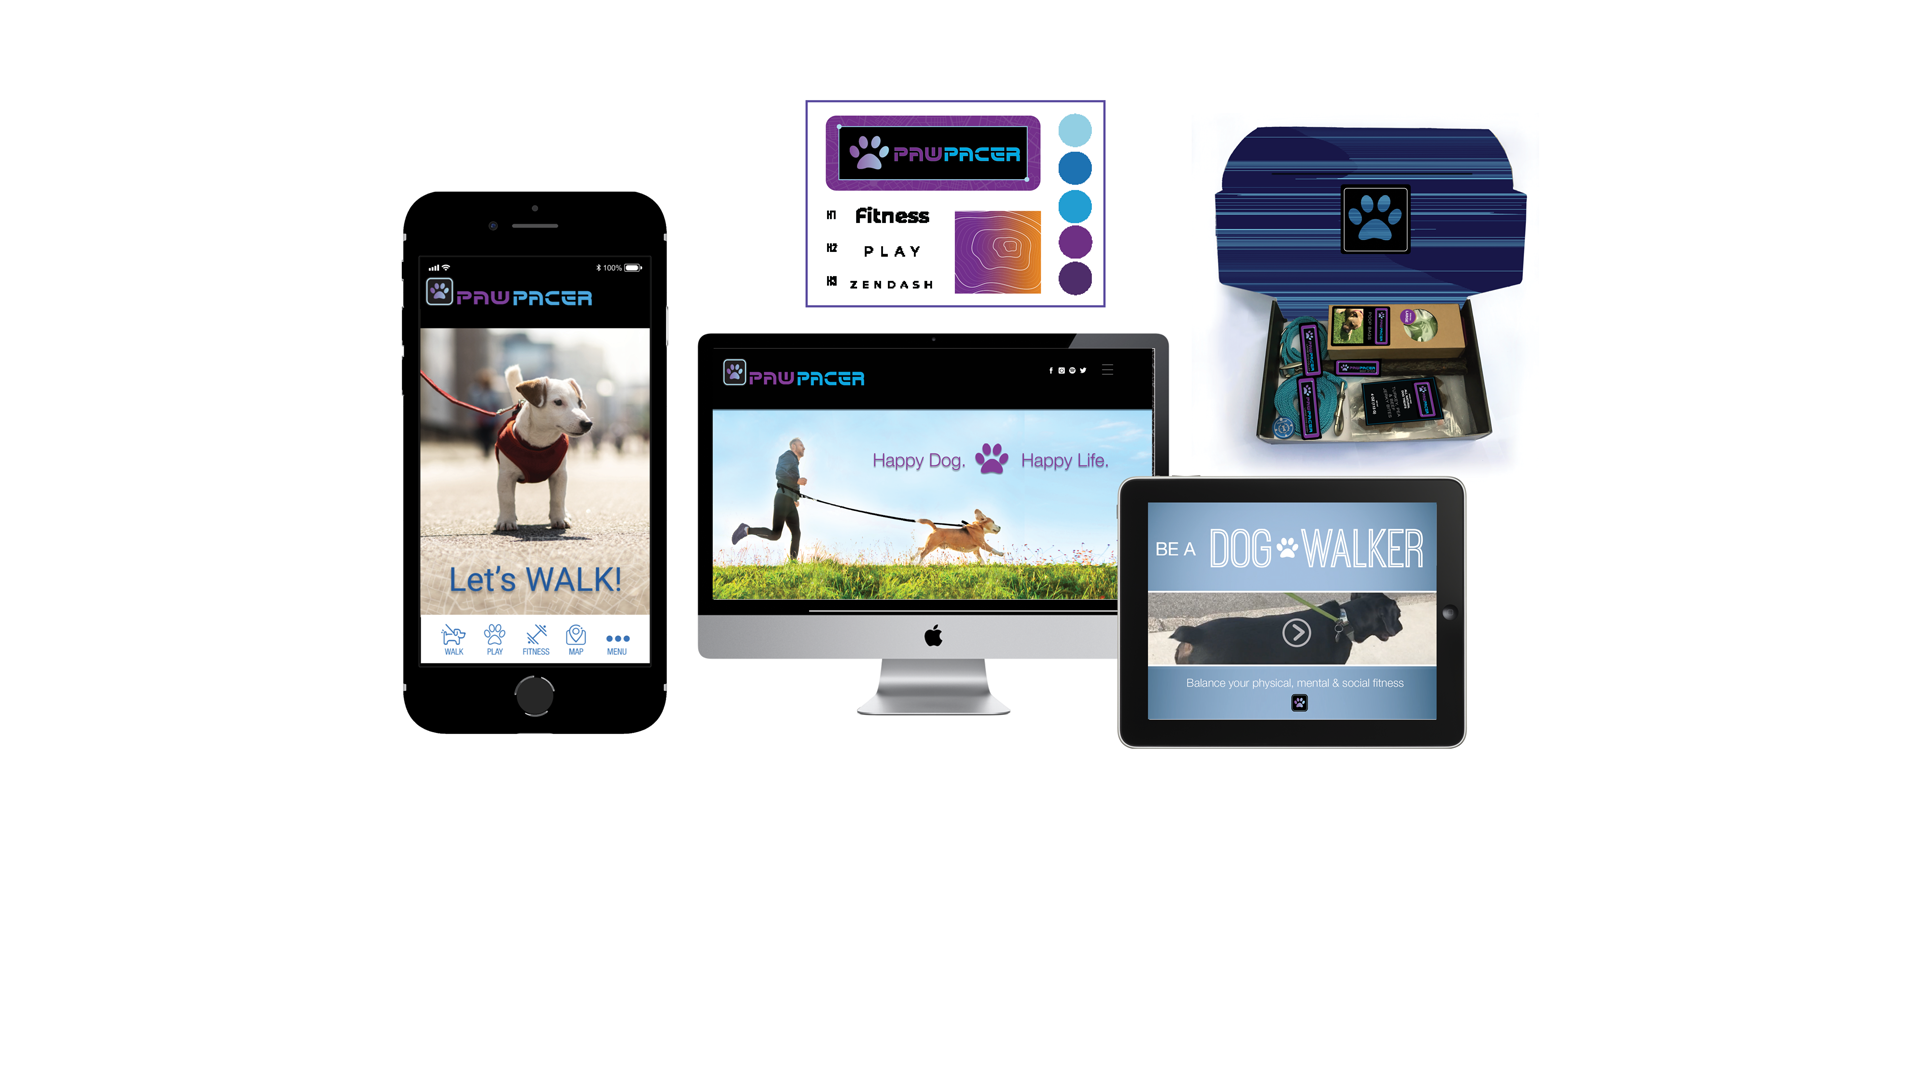 100%
PAWPACER
Let's WALK!
WALK PLAY FITNESS MAP MENU
PAWPACER
H1 Fitness
H2 PLAY
H3 ZENDASH
PAWPACER
Happy Dog. Happy Life.
PAWPACER
BE A DOG WALKER
Balance your physical, mental & social fitness